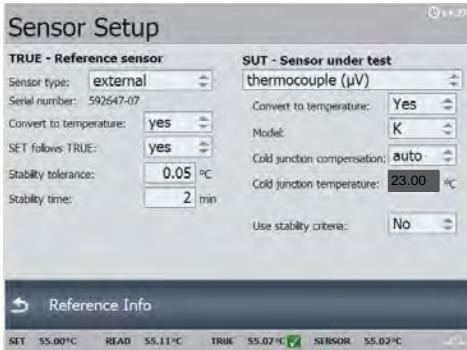 Sensor Setup
TRUE - Reference sensor
Sensor type: external
Serial number: 592647-07
Convert to temperature: yes
SET follows TRUE: yes
Stability tolerance: 0.05 °C
Stability time: 2 min
SUT - Sensor under test
thermocouple (µV)
Convert to temperature: Yes
Model: K
Cold junction compensation: auto
Cold junction temperature: 23.00 °C
Use stability criteria: No
Reference Info
SET 55.00°C READ 55.11°C TRUE 55.07°C SENSOR 55.02°C